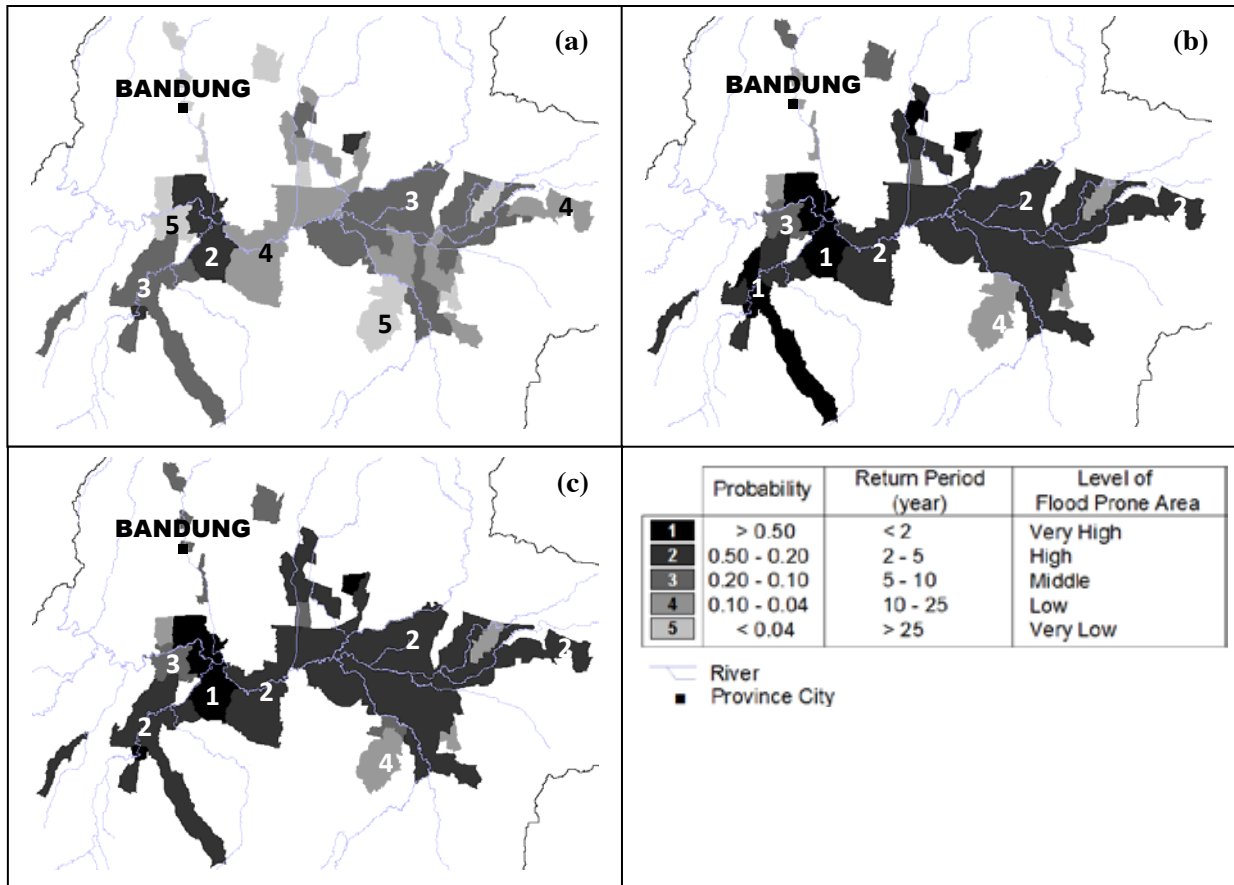 (a)
BANDUNG
3
4
5
2
4
3
5
(b)
BANDUNG
2
2
3
1
2
1
4
(c)
BANDUNG
2
2
3
1
2
2
4
Probability Return Period (year) Level of Flood Prone Area
1 > 0.50 < 2 Very High
2 0.50 - 0.20 2 - 5 High
3 0.20 - 0.10 5 - 10 Middle
4 0.10 - 0.04 10 - 25 Low
5 < 0.04 > 25 Very Low
River
Province City